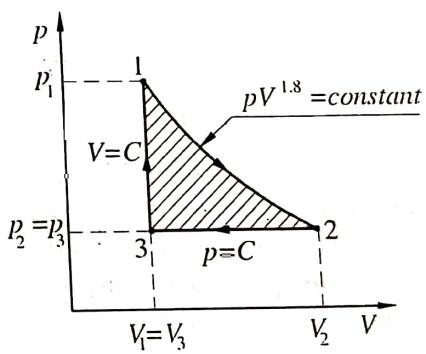 p
1
p₁
pV^1.8 = constant
V=C
p₂ = p₃
3
p=C
2
V₁=V₃
V₂
V